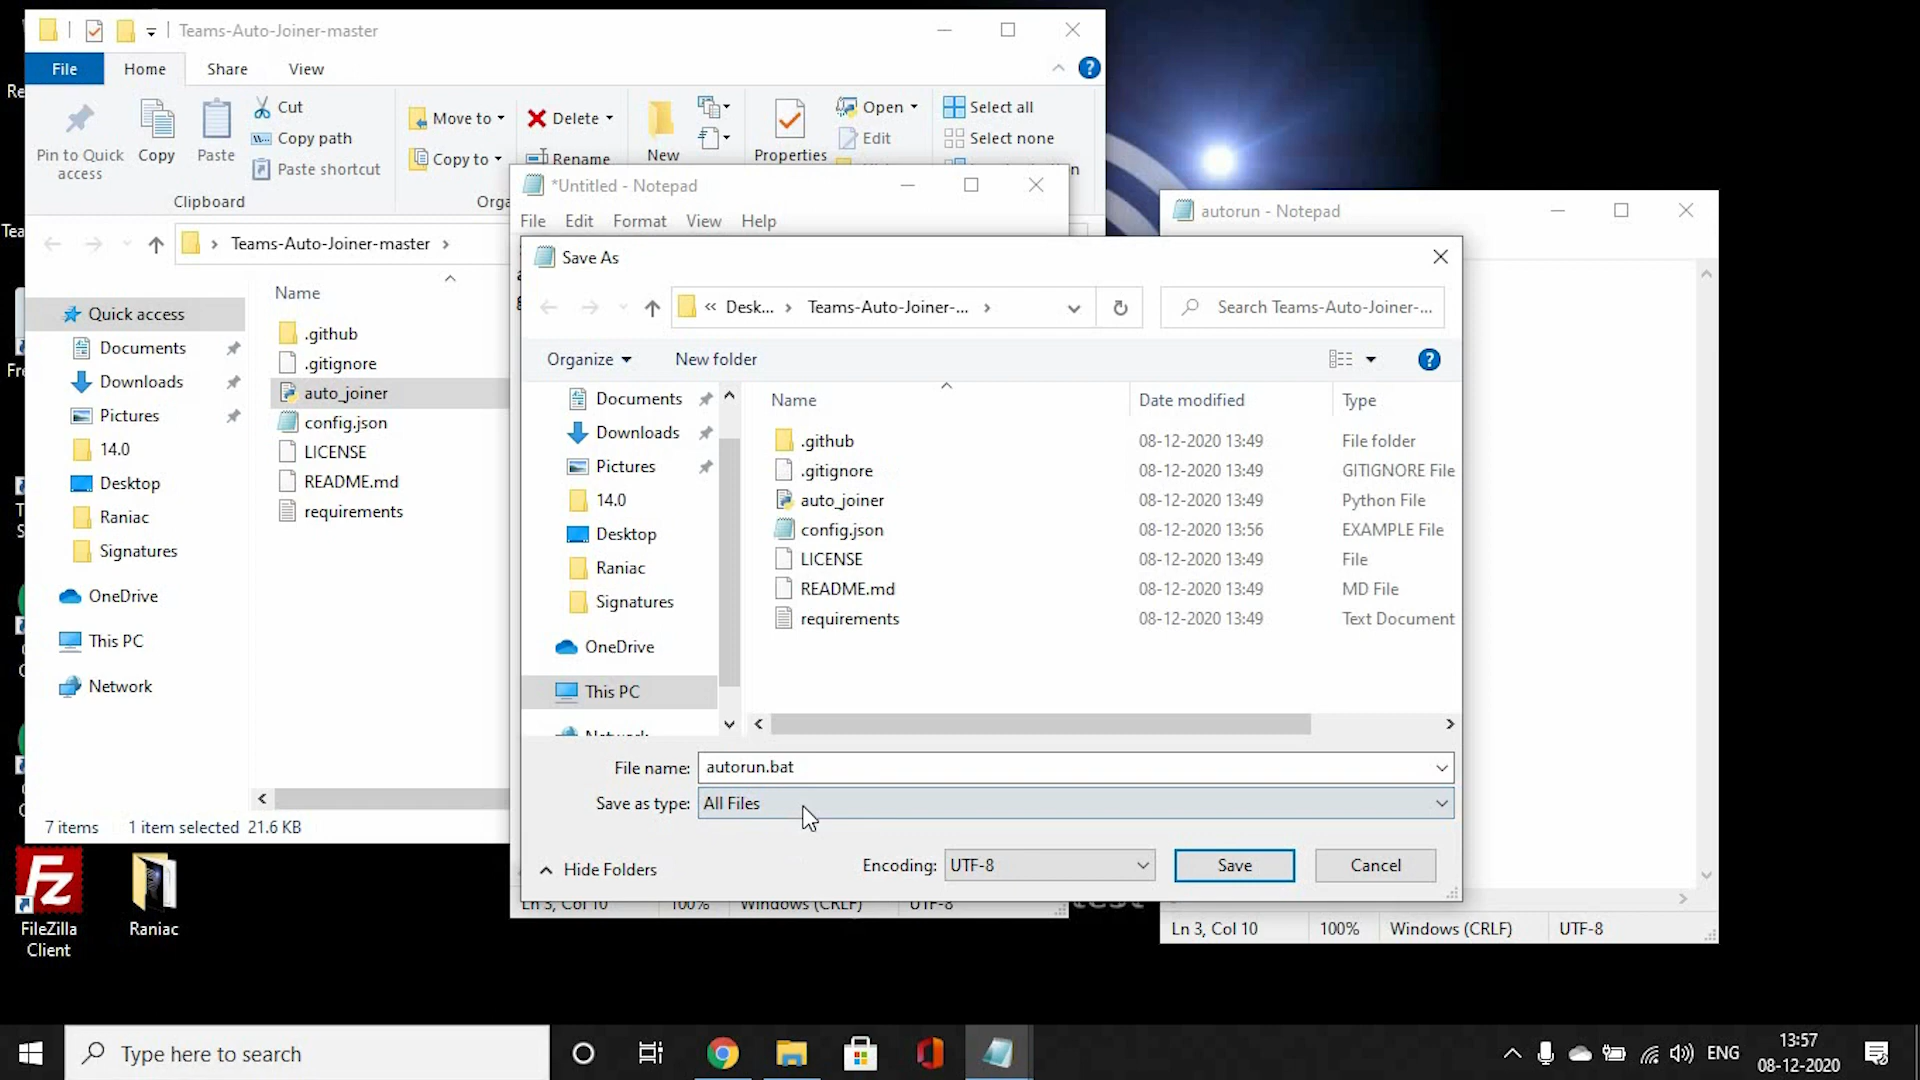 Teams-Auto-Joiner-master
File
Home
Share
View
Pin to Quick access
Copy
Paste
Cut
Copy path
Paste shortcut
Clipboard
Move to
Copy to
Delete
Rename
New
Properties
Open
Edit
Select all
Select none
Teams-Auto-Joiner-master
Name
Quick access
Documents
Downloads
Pictures
14.0
Desktop
Raniac
Signatures
OneDrive
This PC
Network
.github
.gitignore
auto_joiner
config.json
LICENSE
README.md
requirements
7 items
1 item selected 21.6 KB
*Untitled - Notepad
File Edit Format View Help
Save As
« Desk... › Teams-Auto-Joiner-... ›
Search Teams-Auto-Joiner-...
Organize
New folder
Documents
Downloads
Pictures
14.0
Desktop
Raniac
Signatures
OneDrive
This PC
Network
Name Date modified Type
.github 08-12-2020 13:49 File folder
.gitignore 08-12-2020 13:49 GITIGNORE File
auto_joiner 08-12-2020 13:49 Python File
config.json 08-12-2020 13:56 EXAMPLE File
LICENSE 08-12-2020 13:49 File
README.md 08-12-2020 13:49 MD File
requirements 08-12-2020 13:49 Text Document
File name: autorun.bat
Save as type: All Files
Hide Folders
Encoding: UTF-8
Save
Cancel
Ln 3, Col 10 100% Windows (CRLF) UTF-8
autorun - Notepad
Ln 3, Col 10 100% Windows (CRLF) UTF-8
FileZilla
Client
Raniac
Type here to search
ENG
13:57
08-12-2020